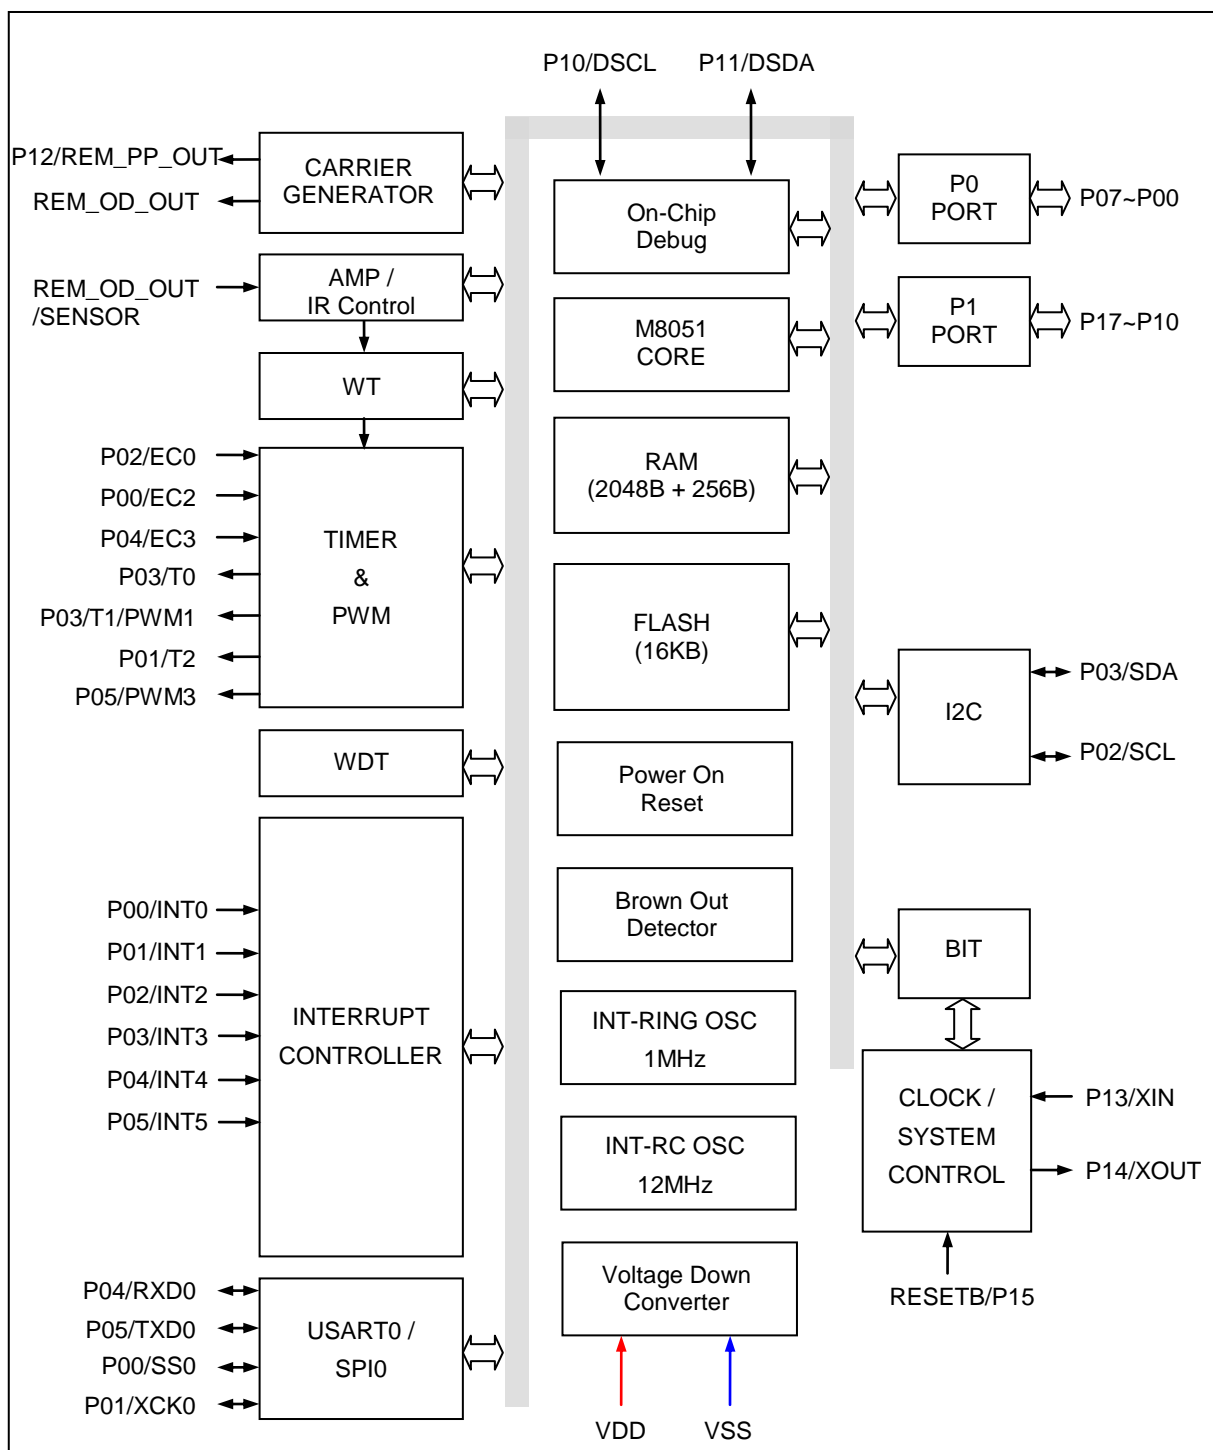 P10/DSCL
P11/DSDA
P12/REM_PP_OUT
REM_OD_OUT
CARRIER
GENERATOR
REM_OD_OUT
/SENSOR
AMP /
IR Control
WT
P02/EC0
P00/EC2
P04/EC3
P03/T0
P03/T1/PWM1
P01/T2
P05/PWM3
TIMER
&
PWM
WDT
P00/INT0
P01/INT1
P02/INT2
P03/INT3
P04/INT4
P05/INT5
INTERRUPT
CONTROLLER
P04/RXD0
P05/TXD0
P00/SS0
P01/XCK0
USART0 /
SPI0
On-Chip
Debug
M8051
CORE
RAM
(2048B + 256B)
FLASH
(16KB)
Power On
Reset
Brown Out
Detector
INT-RING OSC
1MHz
INT-RC OSC
12MHz
Voltage Down
Converter
VDD
VSS
P0
PORT
P07~P00
P1
PORT
P17~P10
I2C
P03/SDA
P02/SCL
BIT
CLOCK /
SYSTEM
CONTROL
P13/XIN
P14/XOUT
RESETB/P15